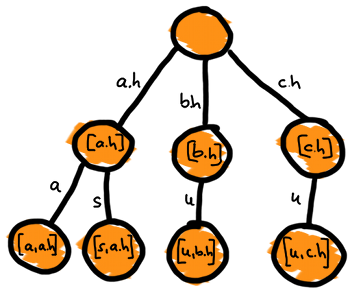 a.h
b.h
c.h
[a.h]
[b.h]
[c.h]
a
s
u
u
[a,a.h]
[s,a.h]
[u,b.h]
[u,c.h]